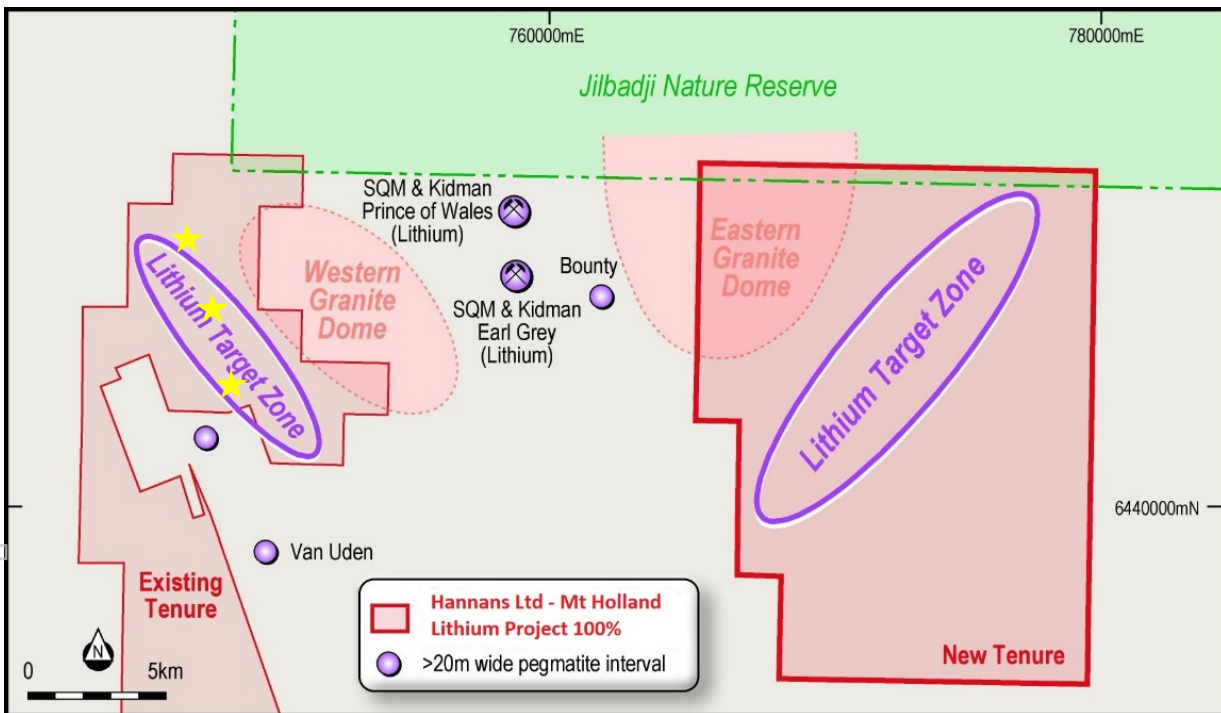 760000mE
780000mE
Jilbadji Nature Reserve
SQM & Kidman
Prince of Wales
(Lithium)
Western
Granite
Dome
Eastern
Granite
Dome
Bounty
SQM & Kidman
Earl Grey
(Lithium)
Lithium Target Zone
Lithium Target Zone
6440000mN
Van Uden
Existing
Tenure
Hannans Ltd - Mt Holland
Lithium Project 100%
>20m wide pegmatite interval
New Tenure
N
0 5km